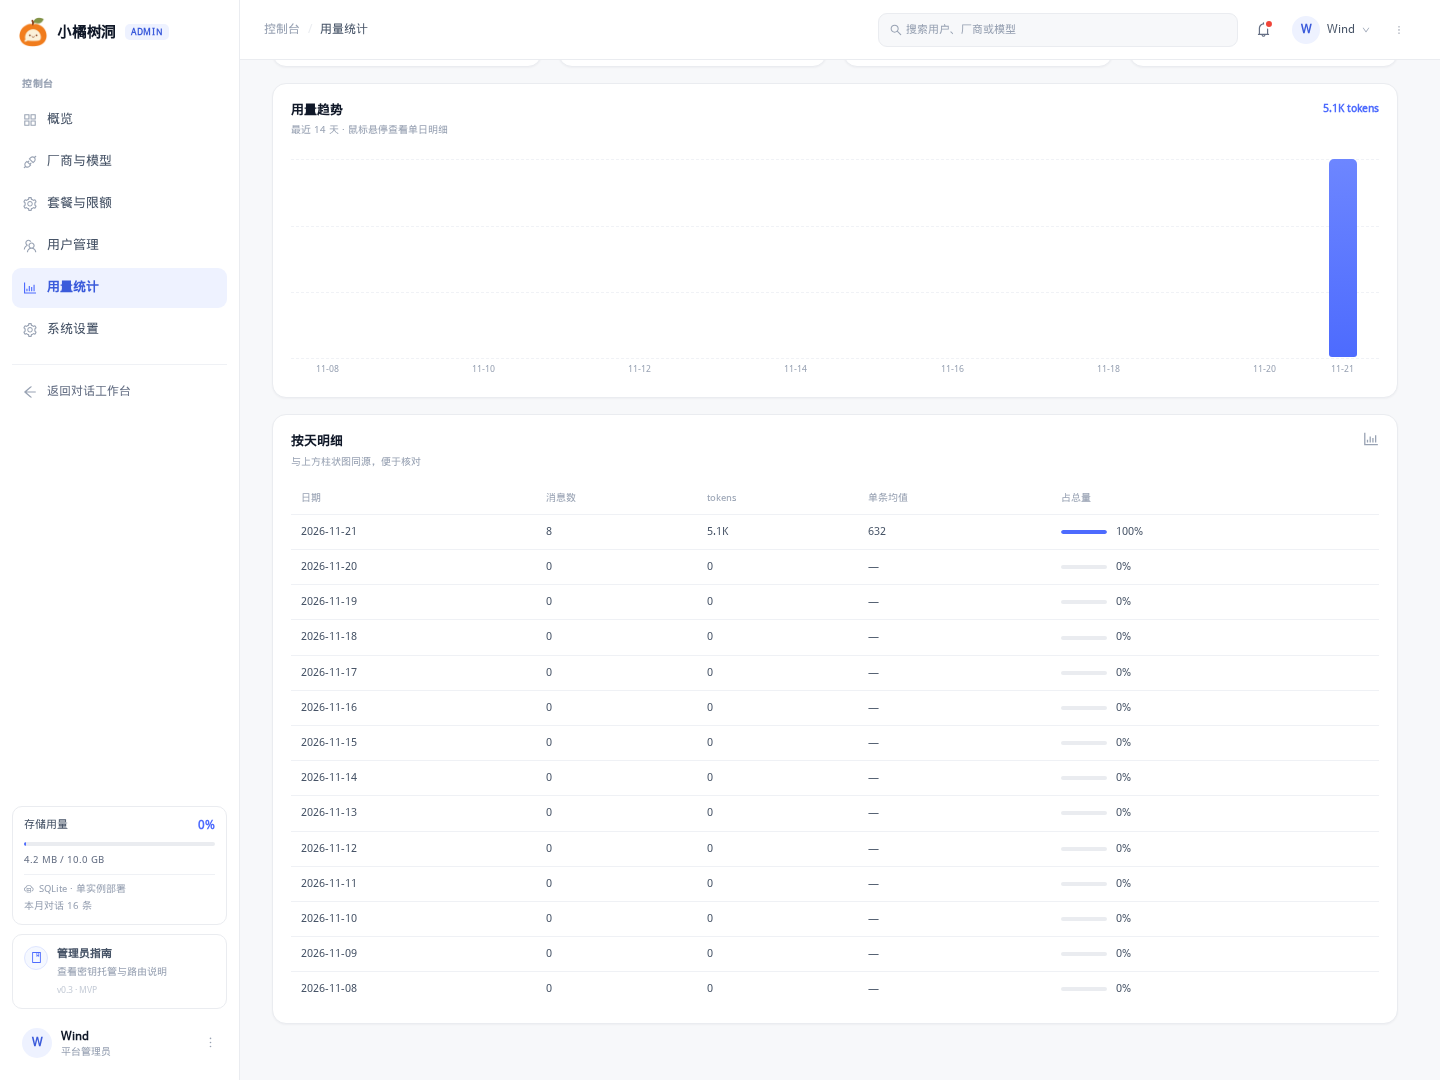 小橘树洞 ADMIN
控制台
概览
厂商与模型
套餐与限额
用户管理
用量统计
系统设置
返回对话工作台
存储用量 0%
4.2 MB / 10.0 GB
SQLite · 单实例部署
本月对话 16 条
管理员指南
查看密钥托管与路由说明
v0.3 · MVP
W Wind
平台管理员
控制台 / 用量统计
搜索用户、厂商或模型
W Wind
用量趋势 5.1K tokens
最近 14 天 · 鼠标悬停查看单日明细
11-08 11-10 11-12 11-14 11-16 11-18 11-20 11-21
按天明细
与上方柱状图同源，便于核对
日期 消息数 tokens 单条均值 占总量
2026-11-21 8 5.1K 632 100%
2026-11-20 0 0 — 0%
2026-11-19 0 0 — 0%
2026-11-18 0 0 — 0%
2026-11-17 0 0 — 0%
2026-11-16 0 0 — 0%
2026-11-15 0 0 — 0%
2026-11-14 0 0 — 0%
2026-11-13 0 0 — 0%
2026-11-12 0 0 — 0%
2026-11-11 0 0 — 0%
2026-11-10 0 0 — 0%
2026-11-09 0 0 — 0%
2026-11-08 0 0 — 0%